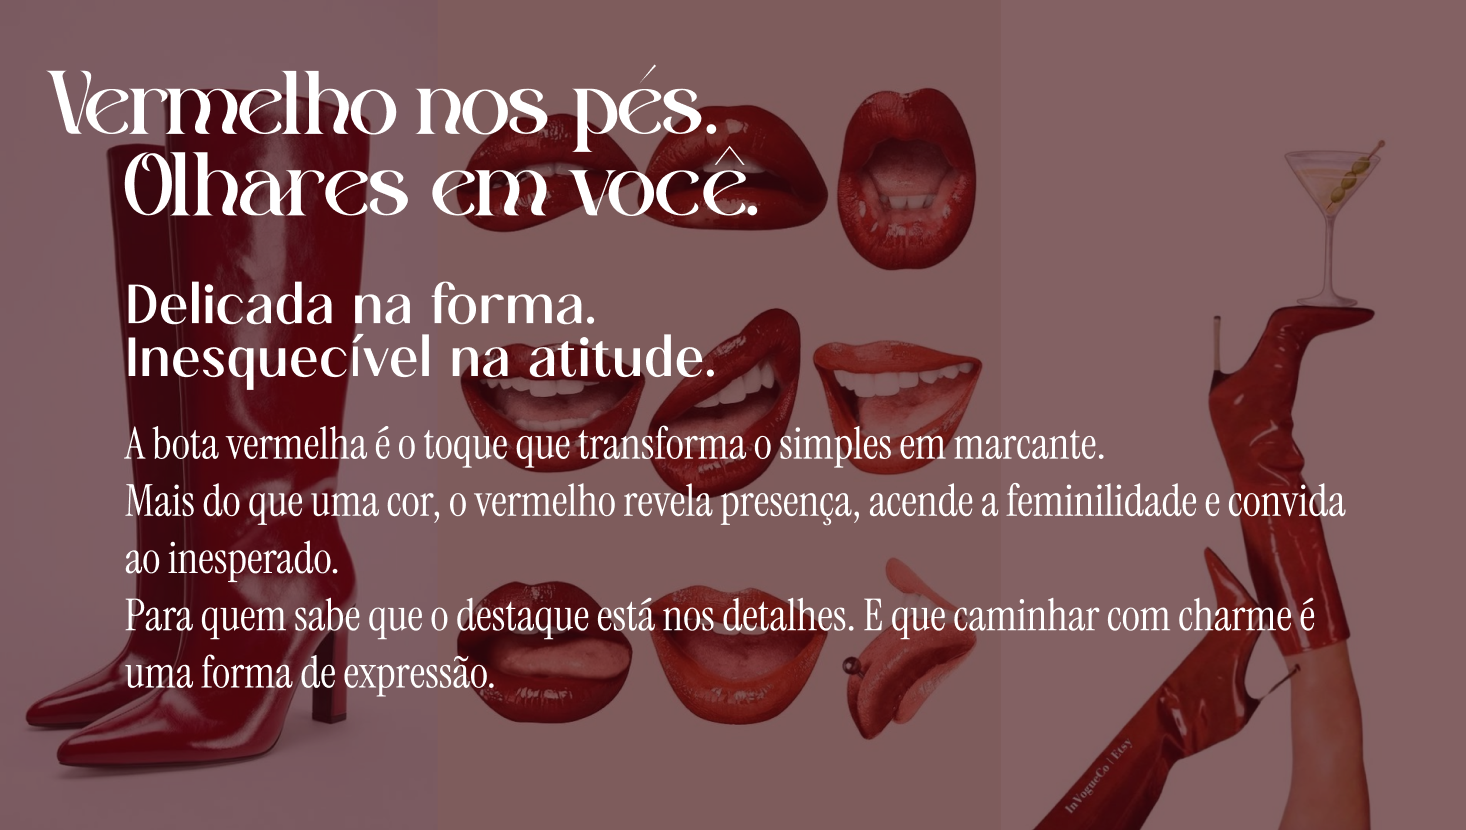 Vermelho nos pés.
Olhares em você.
Delicada na forma.
Inesquecível na atitude.
A bota vermelha é o toque que transforma o simples em marcante.
Mais do que uma cor, o vermelho revela presença, acende a feminilidade e convida
ao inesperado.
Para quem sabe que o destaque está nos detalhes. E que caminhar com charme é
uma forma de expressão.
InVogueCo | Etsy